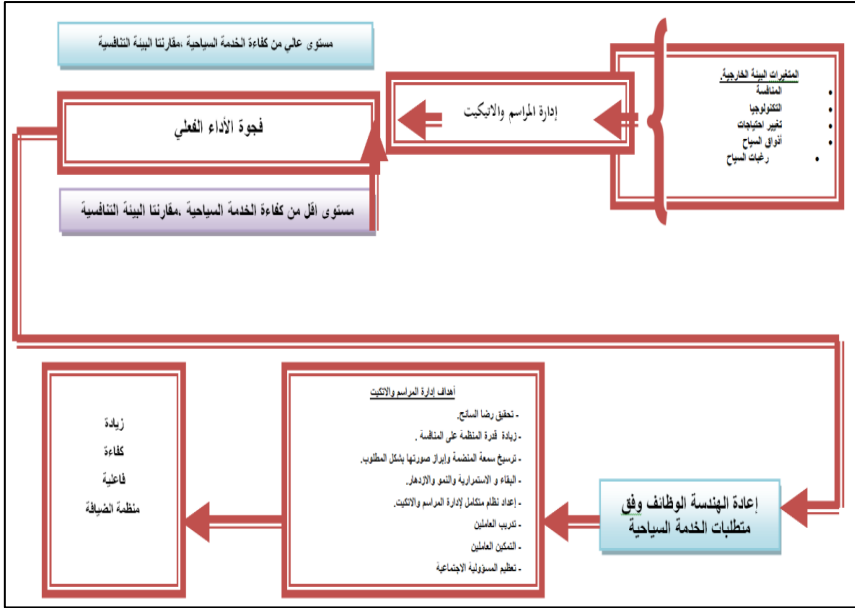 مستوى عالي من كفاءة الخدمة السياحية ،مقارنتا البيئة التنافسية
المتغيرات البيئة الخارجية.
• المنافسة
• التكنولوجيا
• تغيير احتياجات
• أذواق السياح
• رغبات السياح
إدارة المراسم والاتيكيت
فجوة الأداء الفعلي
مستوى اقل من كفاءة الخدمة السياحية ،مقارنتا البيئة التنافسية
إعادة الهندسة الوظائف وفق
متطلبات الخدمة السياحية
أهداف إدارة المراسم والاتكيت
- تحقيق رضا السائح.
- زيادة قدرة المنظمة على المنافسة .
- ترسيخ سمعة المنضمة وإبراز صورتها بشكل المطلوب.
- البقاء و الاستمرارية والنمو والازدهار.
- إعداد نظام متكامل لإدارة المراسم والاتكيت.
- تدريب العاملين
- التمكين العاملين
- تعظيم المسؤولية الاجتماعية
زيادة
كفاءة
فاعلية
منظمة الضيافة